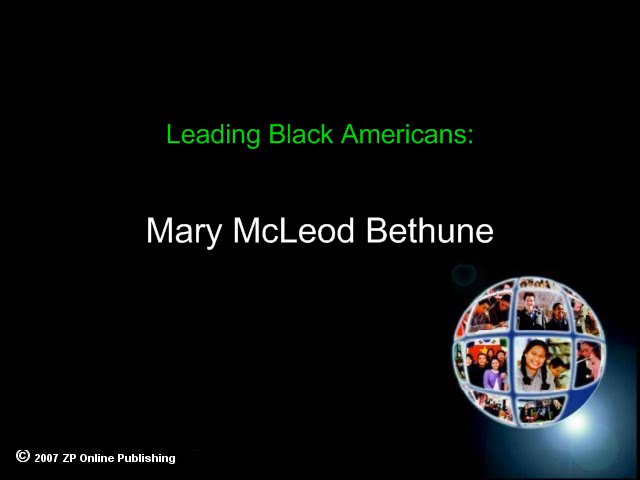 Leading Black Americans:
Mary McLeod Bethune
© 2007 ZP Online Publishing